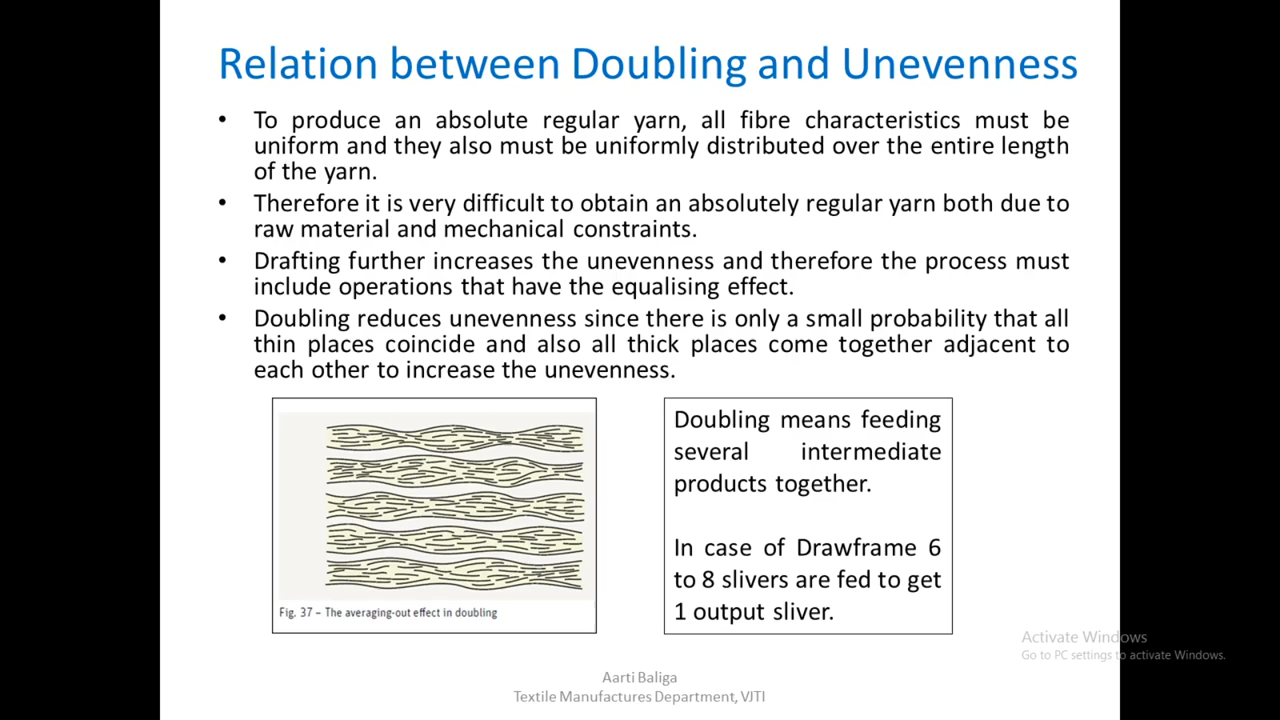 Relation between Doubling and Unevenness
• To produce an absolute regular yarn, all fibre characteristics must be
uniform and they also must be uniformly distributed over the entire length
of the yarn.
• Therefore it is very difficult to obtain an absolutely regular yarn both due to
raw material and mechanical constraints.
• Drafting further increases the unevenness and therefore the process must
include operations that have the equalising effect.
• Doubling reduces unevenness since there is only a small probability that all
thin places coincide and also all thick places come together adjacent to
each other to increase the unevenness.
Fig. 37 – The averaging-out effect in doubling
Doubling means feeding
several intermediate
products together.
In case of Drawframe 6
to 8 slivers are fed to get
1 output sliver.
Activate Windows
Go to PC settings to activate Windows.
Aarti Baliga
Textile Manufactures Department, VJTI